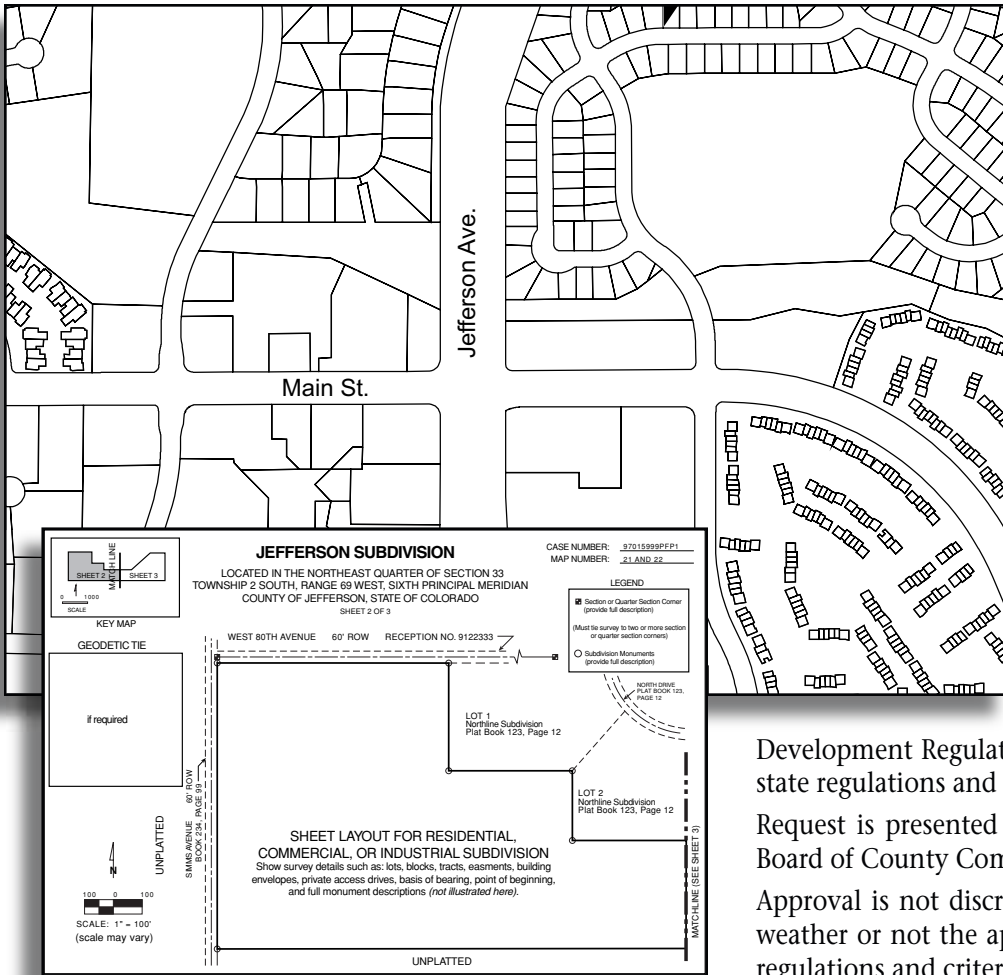 Jefferson Ave.
Main St.
SHEET 2
MATCH LINE
SHEET 3
0 1000
SCALE
KEY MAP
JEFFERSON SUBDIVISION
LOCATED IN THE NORTHEAST QUARTER OF SECTION 33
TOWNSHIP 2 SOUTH, RANGE 69 WEST, SIXTH PRINCIPAL MERIDIAN
COUNTY OF JEFFERSON, STATE OF COLORADO
SHEET 2 OF 3
CASE NUMBER: 97015999PFP1
MAP NUMBER: 21 AND 22
LEGEND
Section or Quarter Section Corner
(provide full description)
(Must tie survey to two or more section
or quarter section corners)
Subdivision Monuments
(provide full description)
GEODETIC TIE
if required
WEST 80TH AVENUE 60' ROW RECEPTION NO. 9122333
NORTH DRIVE
PLAT BOOK 123,
PAGE 12
LOT 1
Northline Subdivision
Plat Book 123, Page 12
LOT 2
Northline Subdivision
Plat Book 123, Page 12
SIMMS AVENUE 60' ROW
BOOK 234, PAGE 99
UNPLATTED
MATCHLINE (SEE SHEET 3)
SHEET LAYOUT FOR RESIDENTIAL,
COMMERCIAL, OR INDUSTRIAL SUBDIVISION
Show survey details such as: lots, blocks, tracts, easments, building
envelopes, private access drives, basis of bearing, point of beginning,
and full monument descriptions (not illustrated here).
N
100 0 100
SCALE: 1" = 100'
(scale may vary)
UNPLATTED
Development Regulat
state regulations and
Request is presented
Board of County Com
Approval is not discr
weather or not the ap
regulations and criter